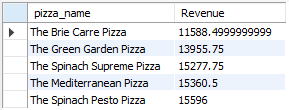 pizza_name Revenue
The Brie Carre Pizza 11588.4999999999
The Green Garden Pizza 13955.75
The Spinach Supreme Pizza 15277.75
The Mediterranean Pizza 15360.5
The Spinach Pesto Pizza 15596